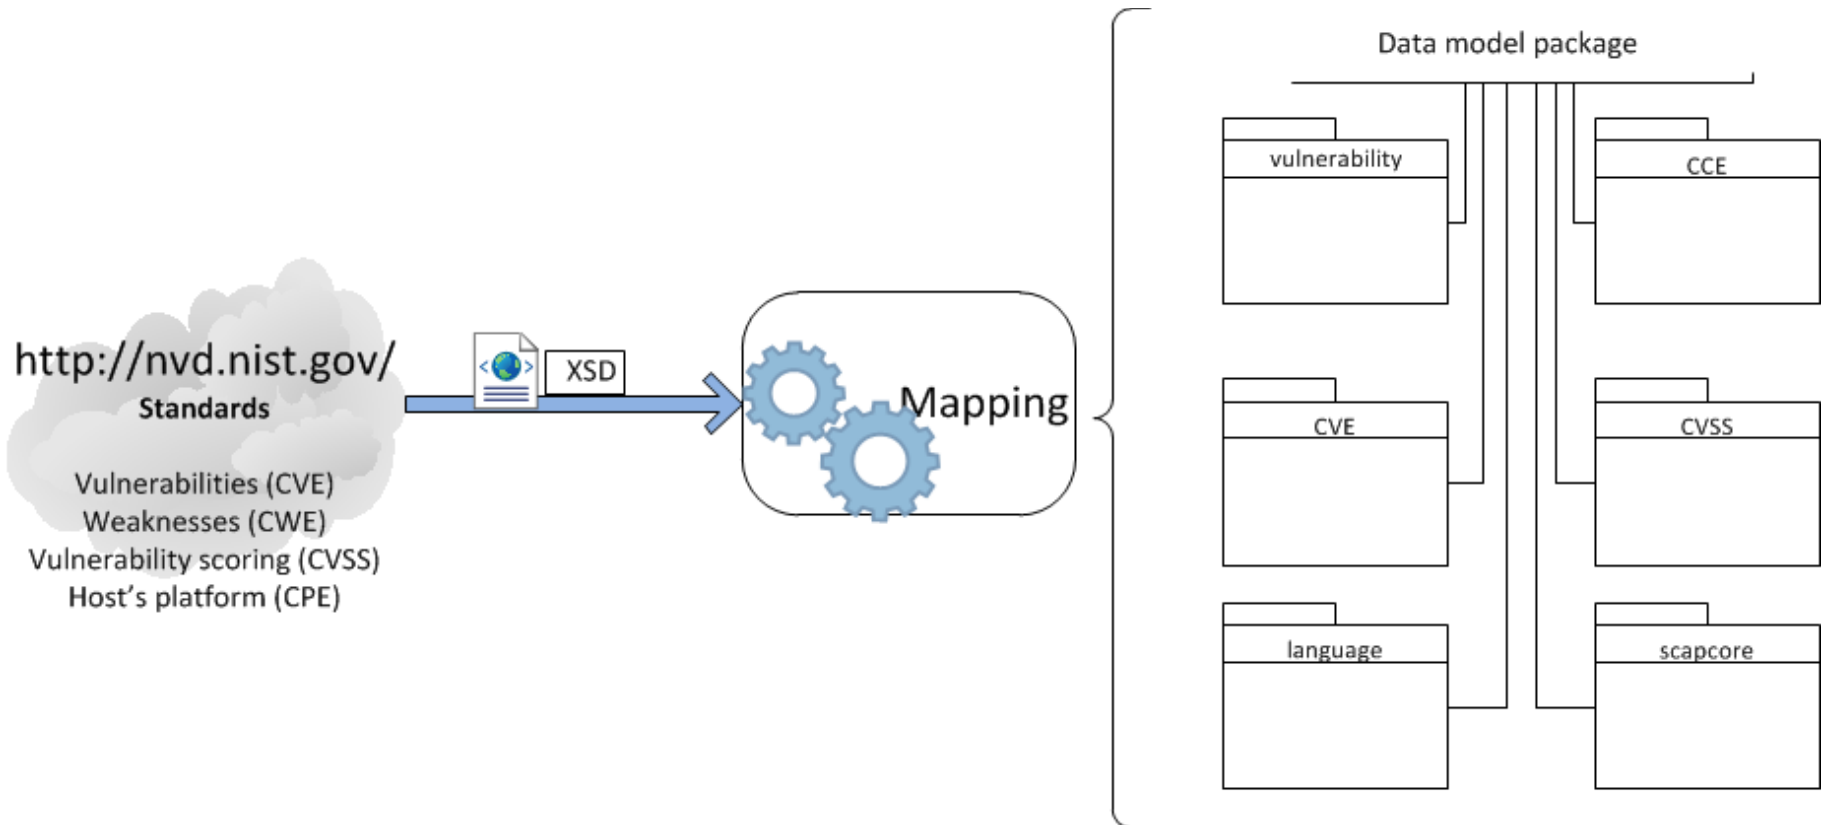 http://nvd.nist.gov/
Standards
Vulnerabilities (CVE)
Weaknesses (CWE)
Vulnerability scoring (CVSS)
Host's platform (CPE)
XSD
Mapping
Data model package
vulnerability
CCE
CVE
CVSS
language
scapcore